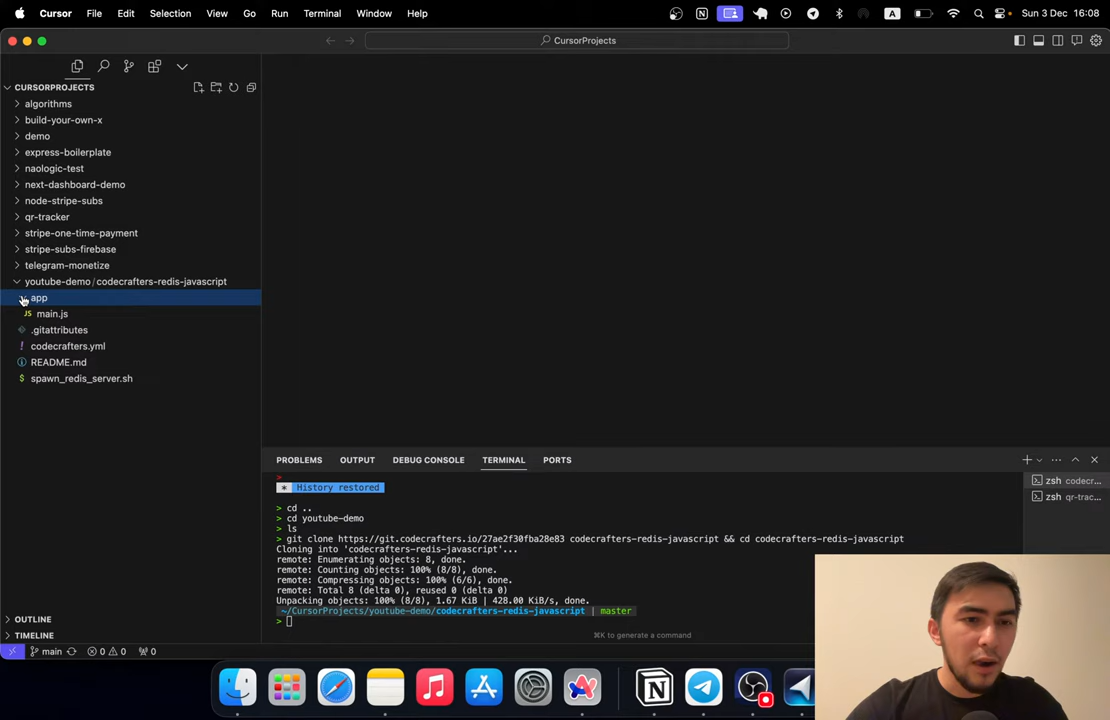 Cursor File Edit Selection View Go Run Terminal Window Help A Sun 3 Dec 16:08
CursorProjects
CURSORPROJECTS
algorithms
build-your-own-x
demo
express-boilerplate
naologic-test
next-dashboard-demo
node-stripe-subs
qr-tracker
stripe-one-time-payment
stripe-subs-firebase
telegram-monetize
youtube-demo/codecrafters-redis-javascript
app
JS main.js
.gitattributes
! codecrafters.yml
README.md
$ spawn_redis_server.sh
PROBLEMS OUTPUT DEBUG CONSOLE TERMINAL PORTS
>
* History restored
> cd ..
> cd youtube-demo
> ls
> git clone https://git.codecrafters.io/27ae2f30fba28e83 codecrafters-redis-javascript && cd codecrafters-redis-javascript
Cloning into 'codecrafters-redis-javascript'...
remote: Enumerating objects: 8, done.
remote: Counting objects: 100% (8/8), done.
remote: Compressing objects: 100% (6/6), done.
remote: Total 8 (delta 0), reused 0 (delta 0)
Unpacking objects: 100% (8/8), 1.67 KiB | 428.00 KiB/s, done.
~/CursorProjects/youtube-demo/codecrafters-redis-javascript | master
>
⌘K to generate a command
zsh codecr...
zsh qr-trac...
OUTLINE
TIMELINE
main 0 0 0